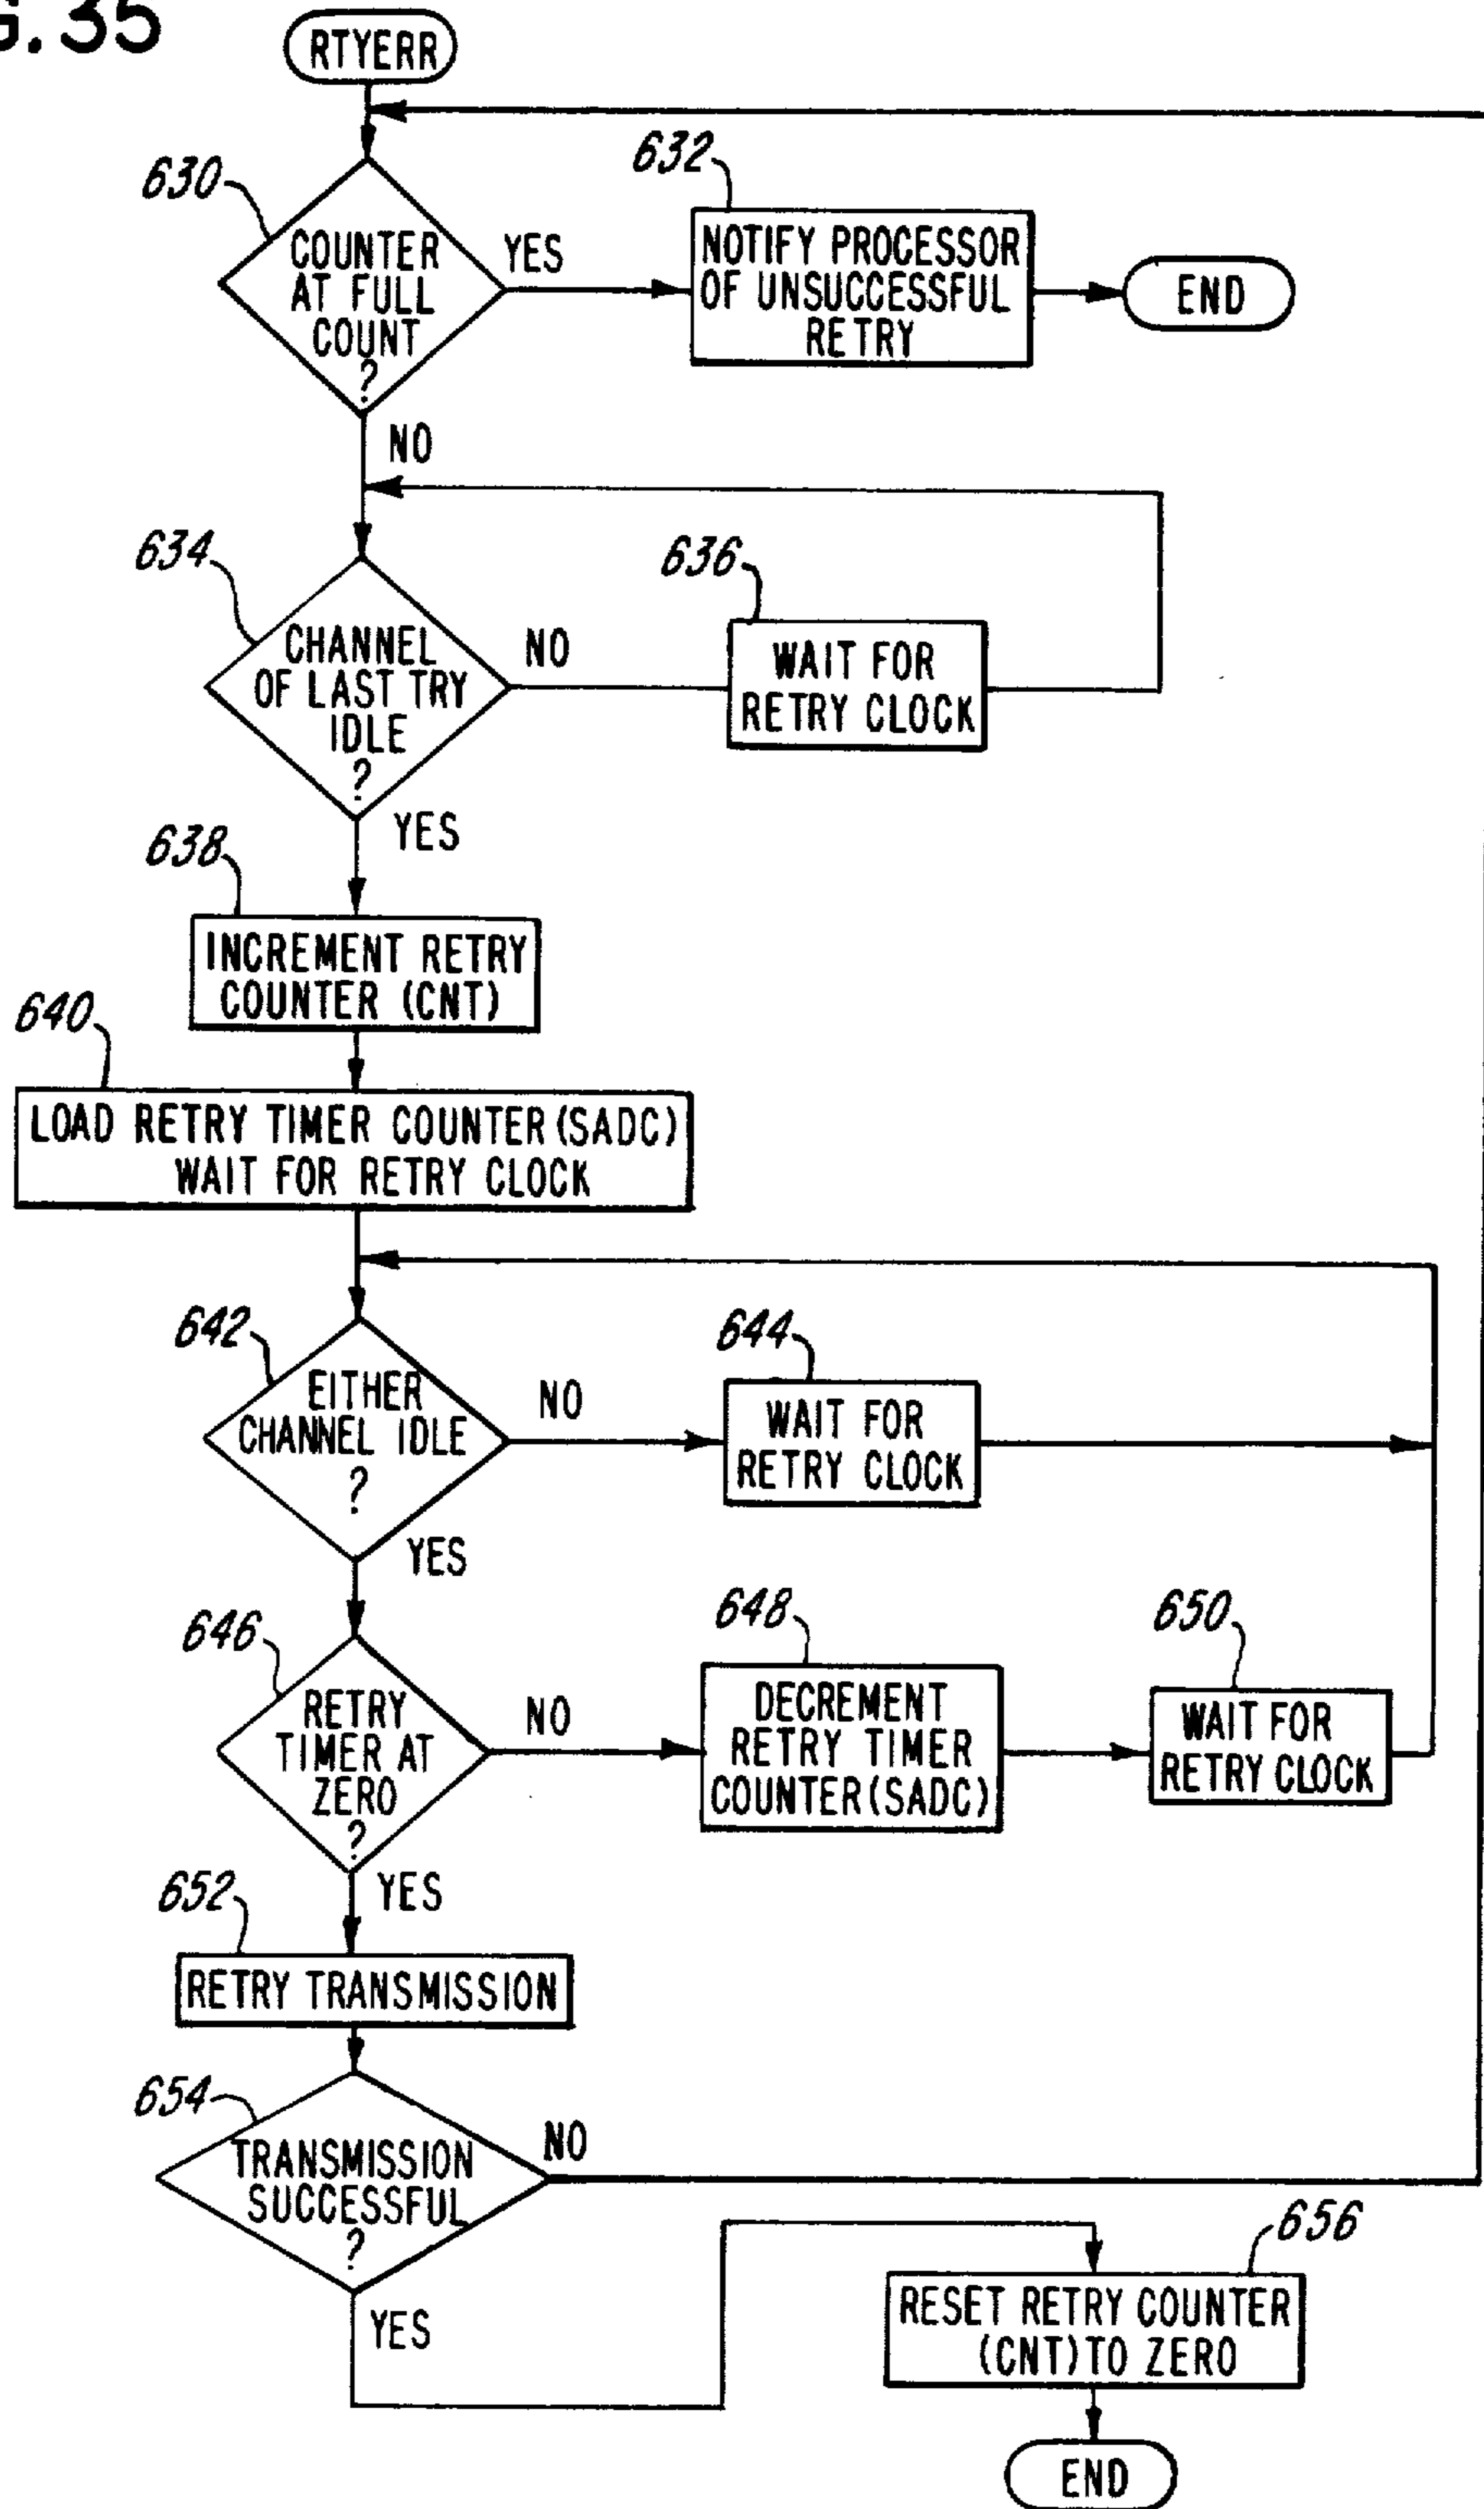 G.35
RTYERR
630
COUNTER
AT FULL
COUNT
?
YES
632
NOTIFY PROCESSOR
OF UNSUCCESSFUL
RETRY
END
NO
634
CHANNEL
OF LAST TRY
IDLE
?
NO
636
WAIT FOR
RETRY CLOCK
YES
638
INCREMENT RETRY
COUNTER (CNT)
640
LOAD RETRY TIMER COUNTER (SADC)
WAIT FOR RETRY CLOCK
642
EITHER
CHANNEL IDLE
?
NO
644
WAIT FOR
RETRY CLOCK
YES
646
RETRY
TIMER AT
ZERO
?
NO
648
DECREMENT
RETRY TIMER
COUNTER (SADC)
650
WAIT FOR
RETRY CLOCK
YES
652
RETRY TRANSMISSION
654
TRANSMISSION
SUCCESSFUL
?
NO
YES
656
RESET RETRY COUNTER
(CNT) TO ZERO
END